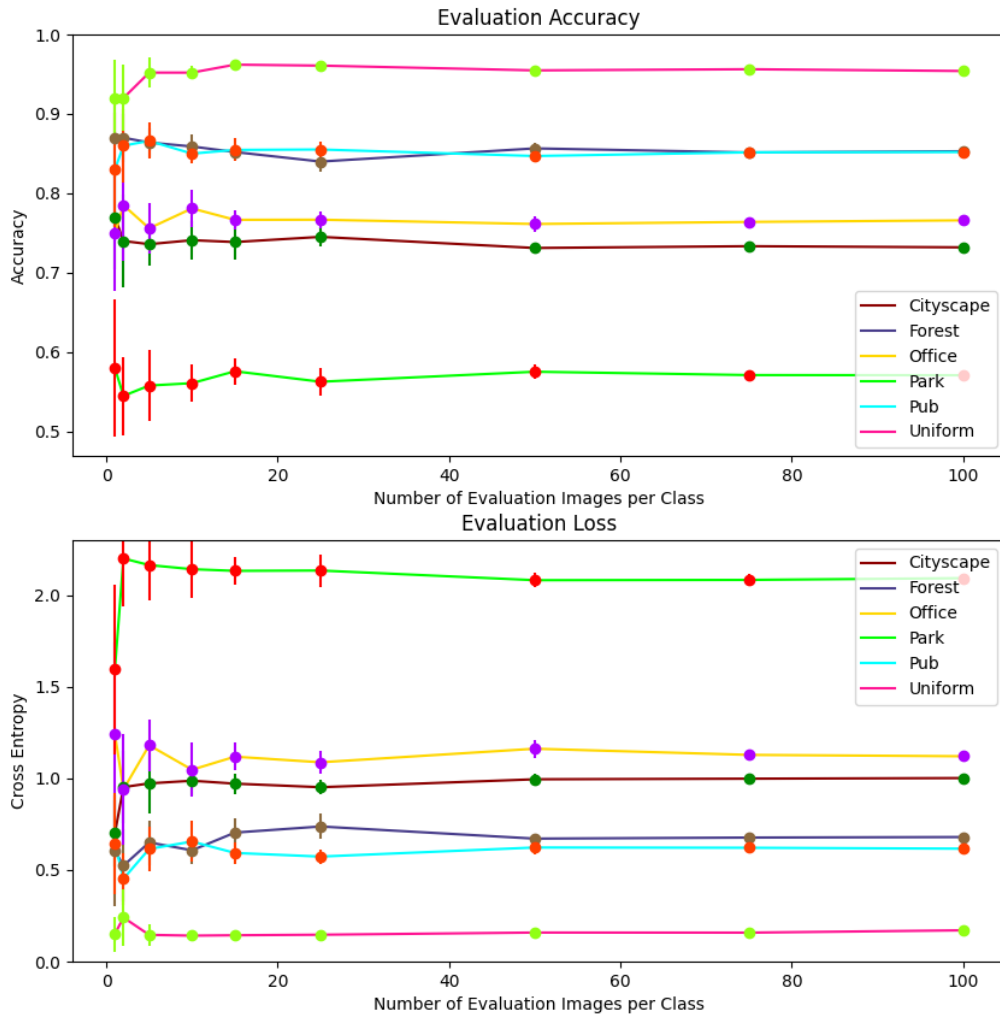 Evaluation Accuracy
1.0
0.9
0.8
0.7
0.6
0.5
Accuracy
Cityscape
Forest
Office
Park
Pub
Uniform
0 20 40 60 80 100
Number of Evaluation Images per Class
Evaluation Loss
2.0
1.5
1.0
0.5
0.0
Cross Entropy
Cityscape
Forest
Office
Park
Pub
Uniform
0 20 40 60 80 100
Number of Evaluation Images per Class